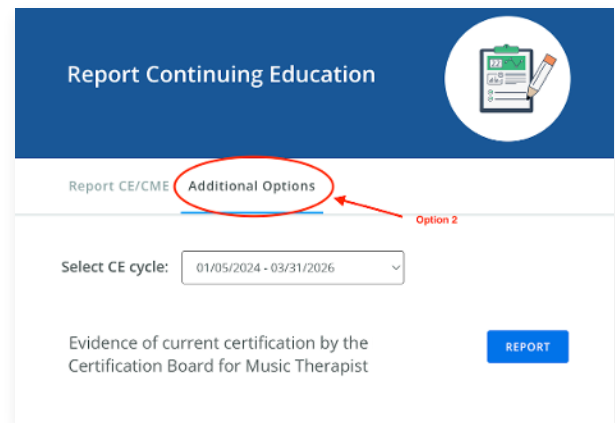 Report Continuing Education
Report CE/CME
Additional Options
Option 2
Select CE cycle:
01/05/2024 - 03/31/2026
Evidence of current certification by the
Certification Board for Music Therapist
REPORT